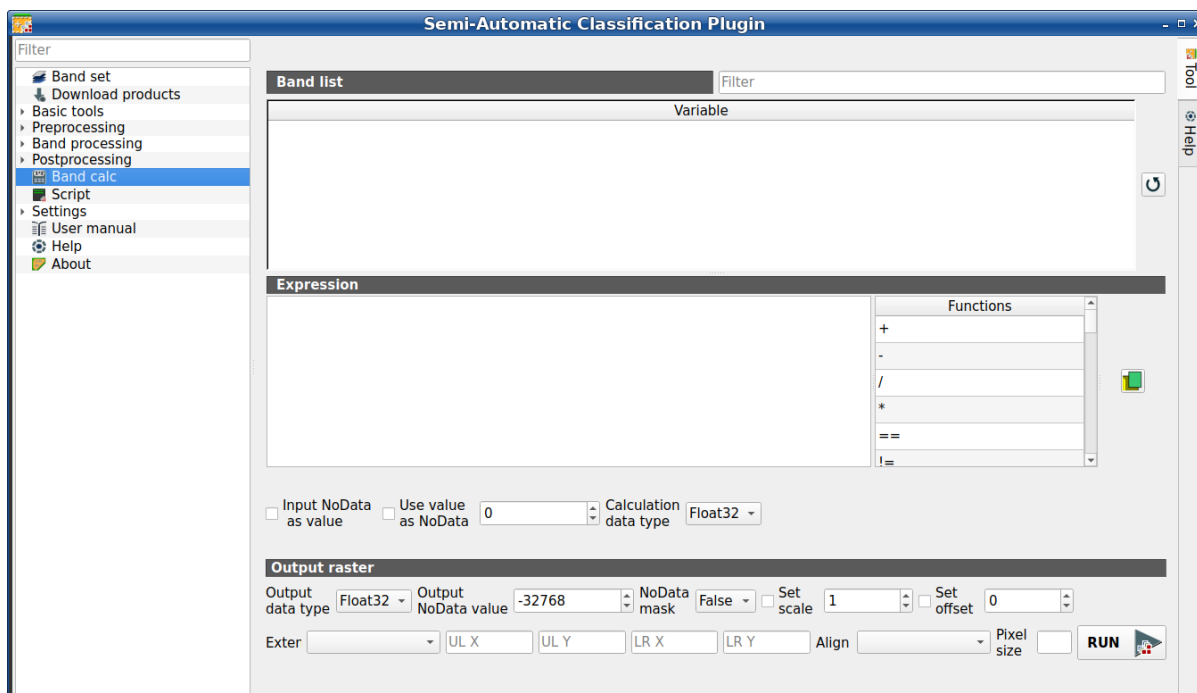 Semi-Automatic Classification Plugin
Filter
Band set
Download products
Basic tools
Preprocessing
Band processing
Postprocessing
Band calc
Script
Settings
User manual
Help
About
Band list
Filter
Variable
Expression
Functions
+
-
/
*
==
!=
Input NoData as value
Use value as NoData
0
Calculation data type
Float32
Output raster
Output data type
Float32
Output NoData value
-32768
NoData mask
False
Set scale
1
Set offset
0
Exter
UL X
UL Y
LR X
LR Y
Align
Pixel size
RUN
Tool
Help